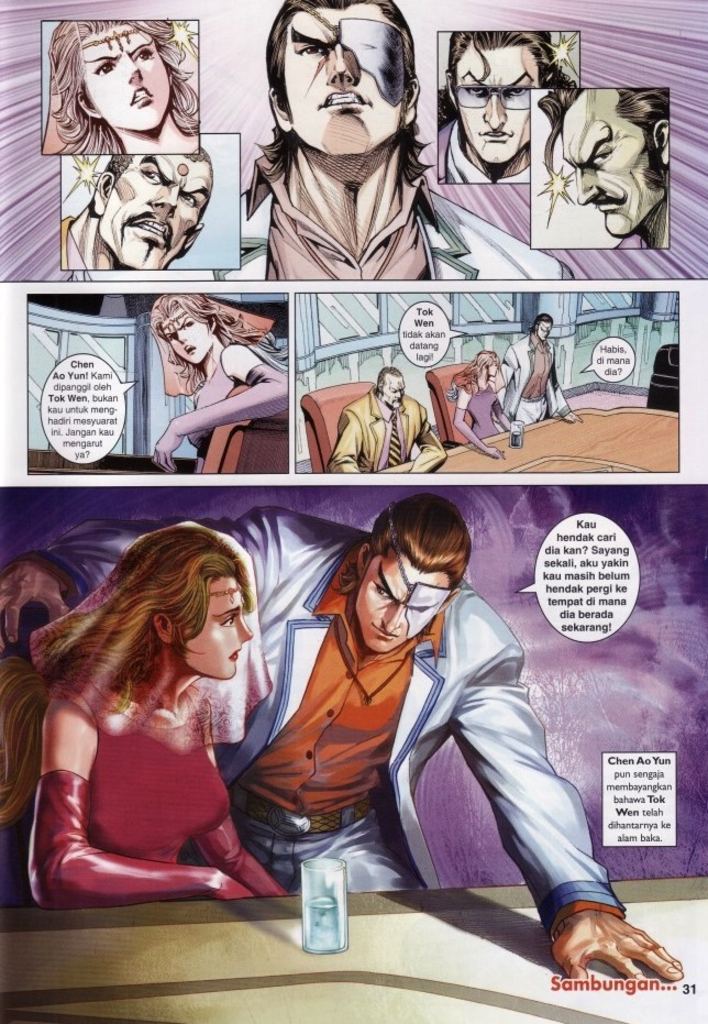 Chen
Ao Yun! Kami
dipanggil oleh
Tok Wen, bukan
kau untuk meng-
hadiri mesyuarat
ini. Jangan kau
mengarut
ya?
Tok
Wen
tidak akan
datang
lagi!
Habis,
di mana
dia?
Kau
hendak cari
dia kan? Sayang
sekali, aku yakin
kau masih belum
hendak pergi ke
tempat di mana
dia berada
sekarang!
Chen Ao Yun
pun sengaja
membayangkan
bahawa Tok
Wen telah
dihantarnya ke
alam baka.
Sambungan...
31